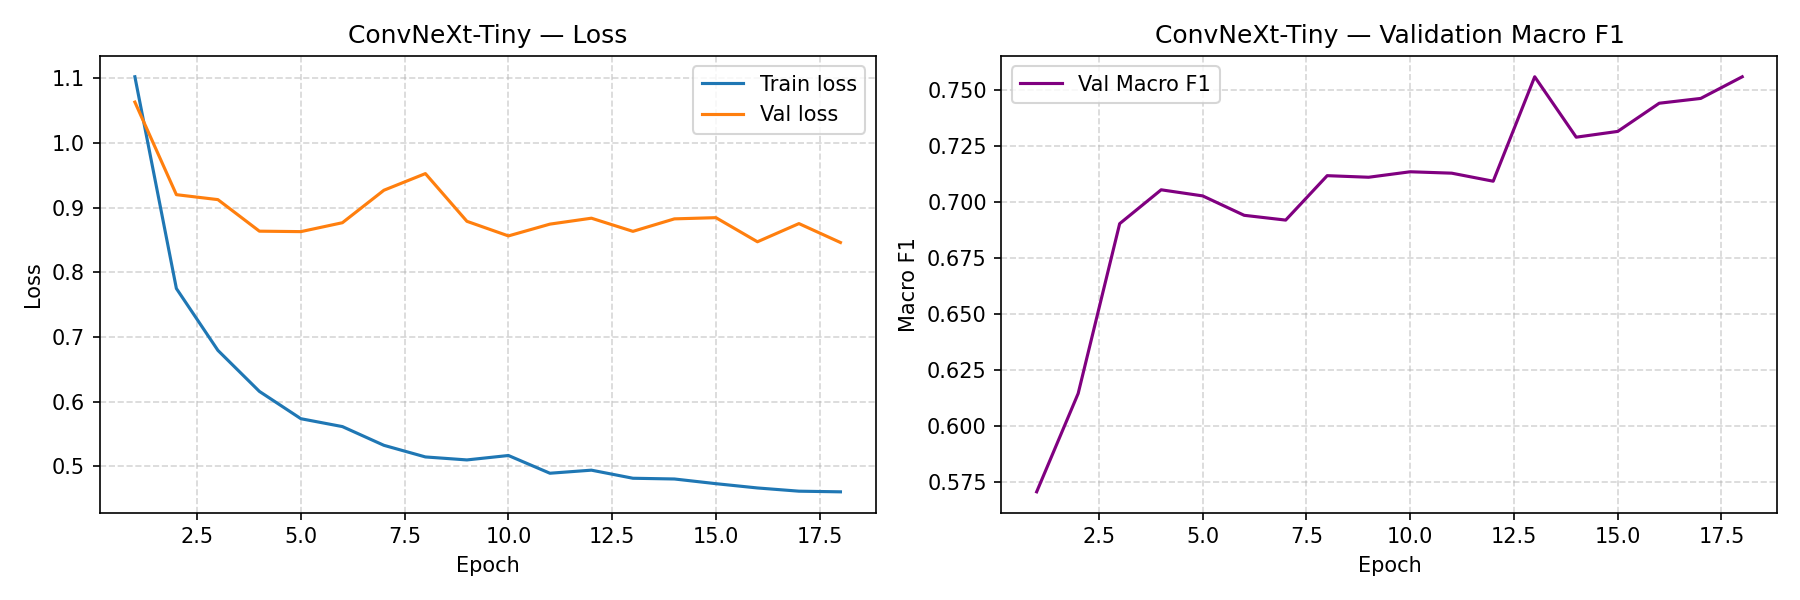 ConvNeXt-Tiny — Loss
Train loss
Val loss
1.1
1.0
0.9
0.8
0.7
0.6
0.5
Loss
2.5 5.0 7.5 10.0 12.5 15.0 17.5
Epoch
ConvNeXt-Tiny — Validation Macro F1
Val Macro F1
0.750
0.725
0.700
0.675
0.650
0.625
0.600
0.575
Macro F1
2.5 5.0 7.5 10.0 12.5 15.0 17.5
Epoch